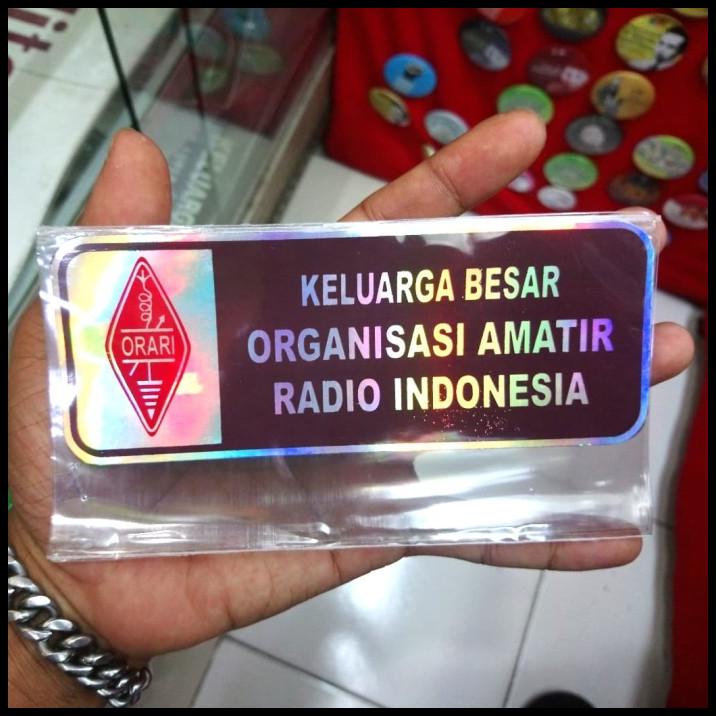 ORARI
KELUARGA BESAR
ORGANISASI AMATIR
RADIO INDONESIA